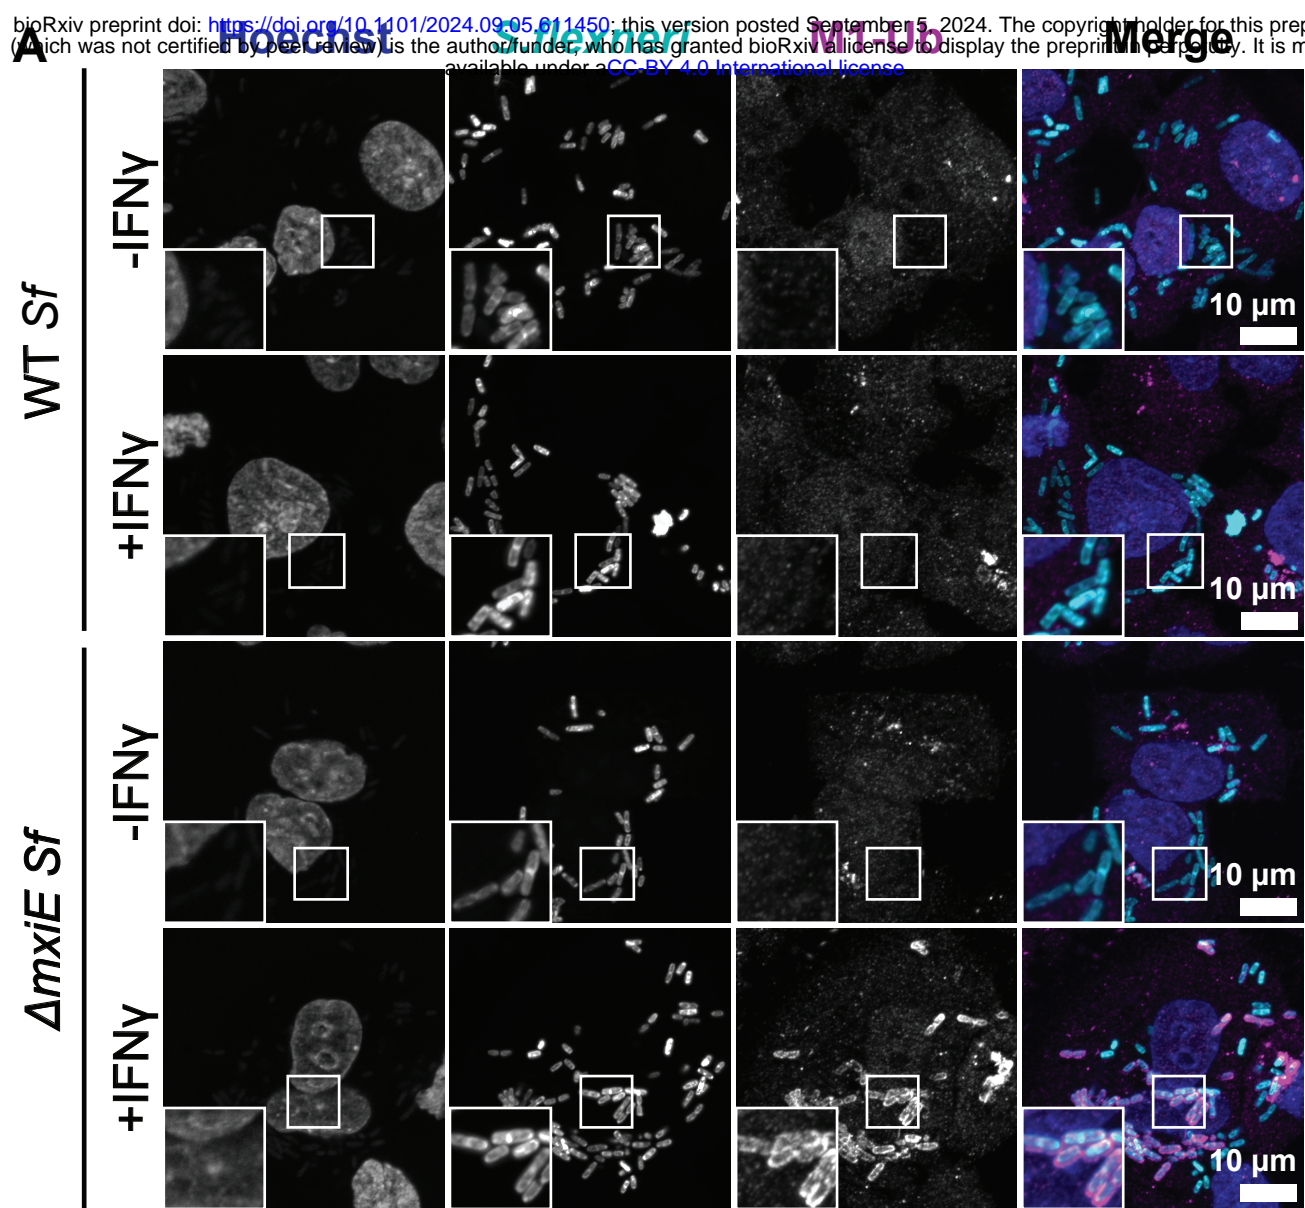 bioRxiv preprint doi: https://doi.org/10.1101/2024.09.05.611450; this version posted September 5, 2024. The copyright holder for this prep
(which was not certified by peer review) is the author/funder, who has granted bioRxiv a license to display the preprint in perpetuity. It is m
available under aCC-BY 4.0 International license
A
Hoechst S.flexneri M1-Ub Merge
WT Sf
-IFNγ
10 µm
+IFNγ
10 µm
ΔmxiE Sf
-IFNγ
10 µm
+IFNγ
10 µm